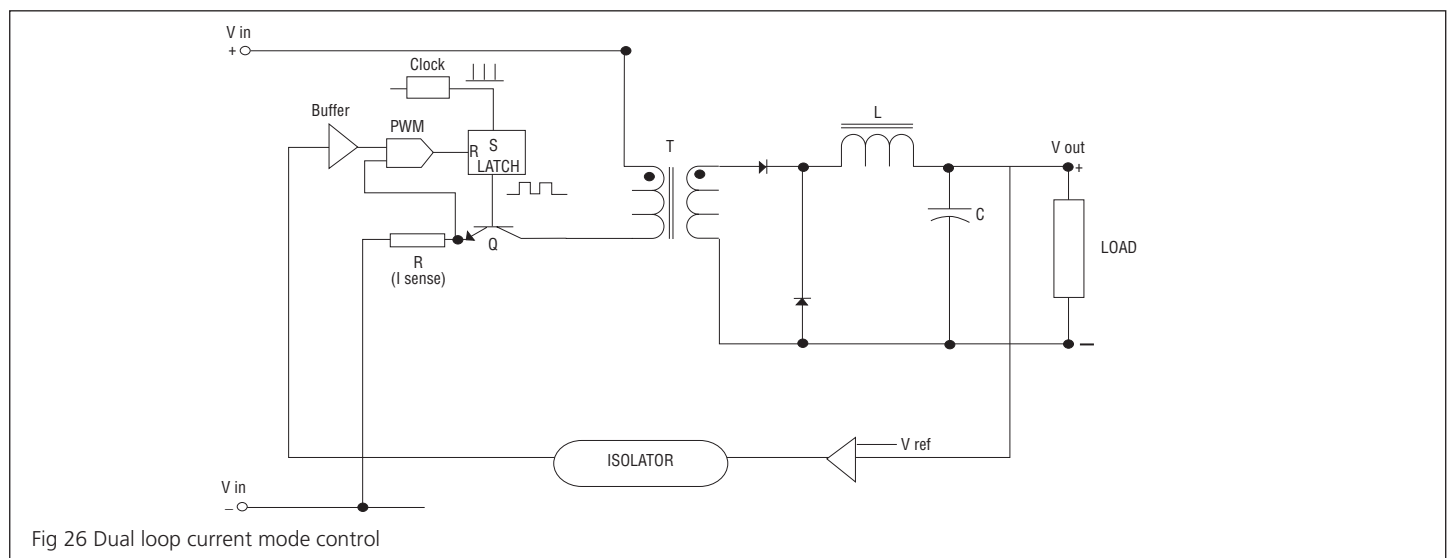 V in
+
Clock
Buffer
PWM
R
S
LATCH
Q
R
(I sense)
T
L
V out
+
C
LOAD
–
V ref
ISOLATOR
V in
–
Fig 26 Dual loop current mode control